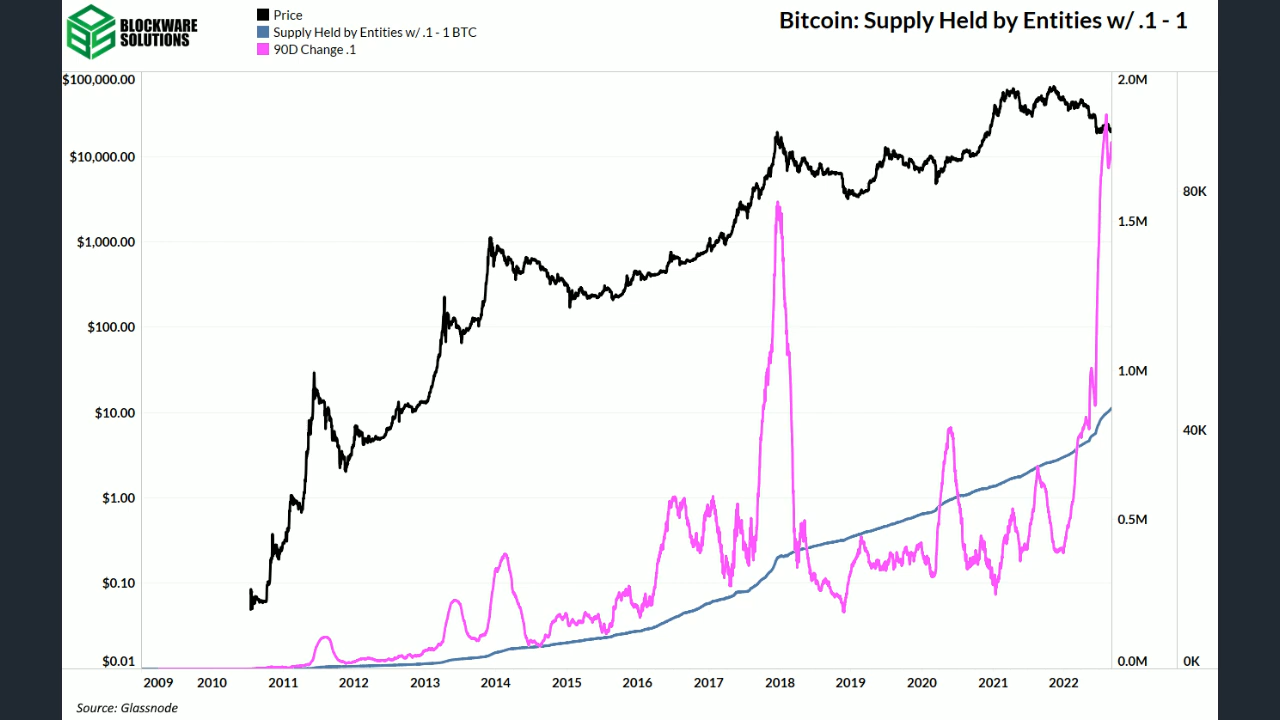 BLOCKWARE
SOLUTIONS
Price
Supply Held by Entities w/ .1 - 1 BTC
90D Change .1
Bitcoin: Supply Held by Entities w/ .1 - 1
$100,000.00
$10,000.00
$1,000.00
$100.00
$10.00
$1.00
$0.10
$0.01
2.0M
1.5M
1.0M
0.5M
0.0M
80K
40K
0K
2009 2010 2011 2012 2013 2014 2015 2016 2017 2018 2019 2020 2021 2022
Source: Glassnode